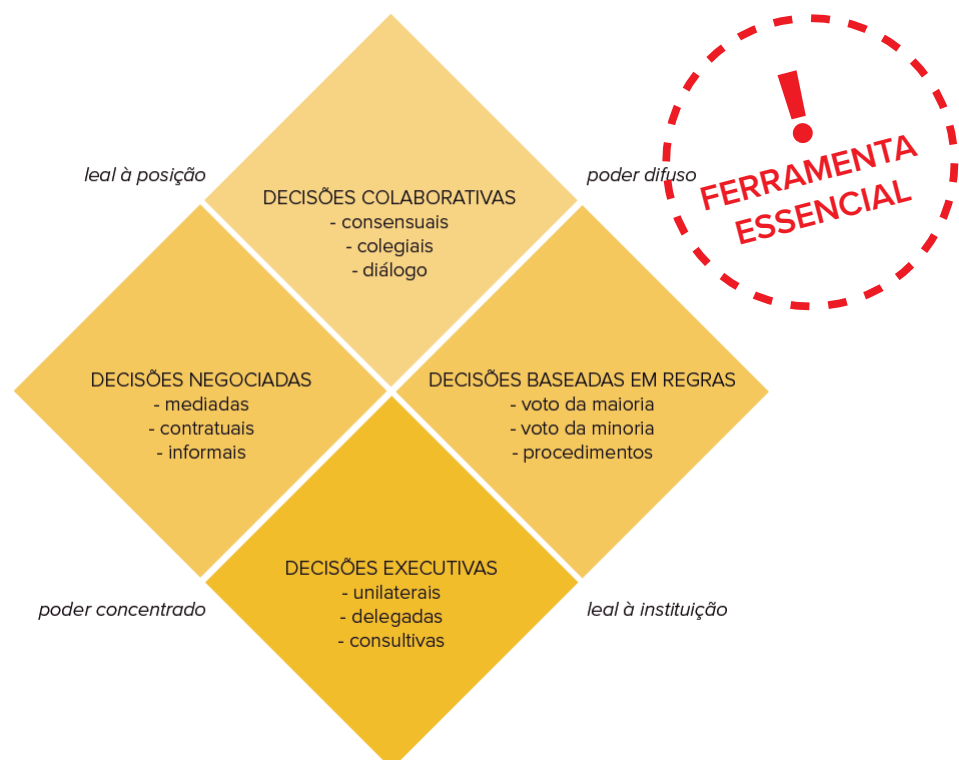 !
FERRAMENTA
ESSENCIAL
leal à posição
poder difuso
DECISÕES COLABORATIVAS
- consensuais
- colegiais
- diálogo
DECISÕES NEGOCIADAS
- mediadas
- contratuais
- informais
DECISÕES BASEADAS EM REGRAS
- voto da maioria
- voto da minoria
- procedimentos
DECISÕES EXECUTIVAS
- unilaterais
- delegadas
- consultivas
poder concentrado
leal à instituição